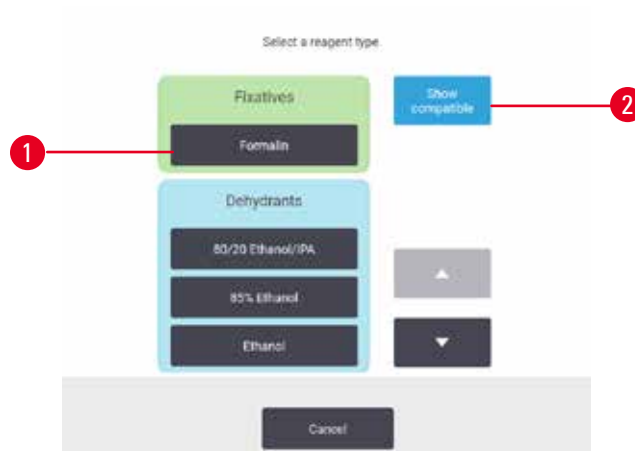 Select a reagent type
Fixatives
Show
compatible
2
1
Formalin
Dehydrants
80/20 Ethanol/IPA
85% Ethanol
Ethanol
Cancel